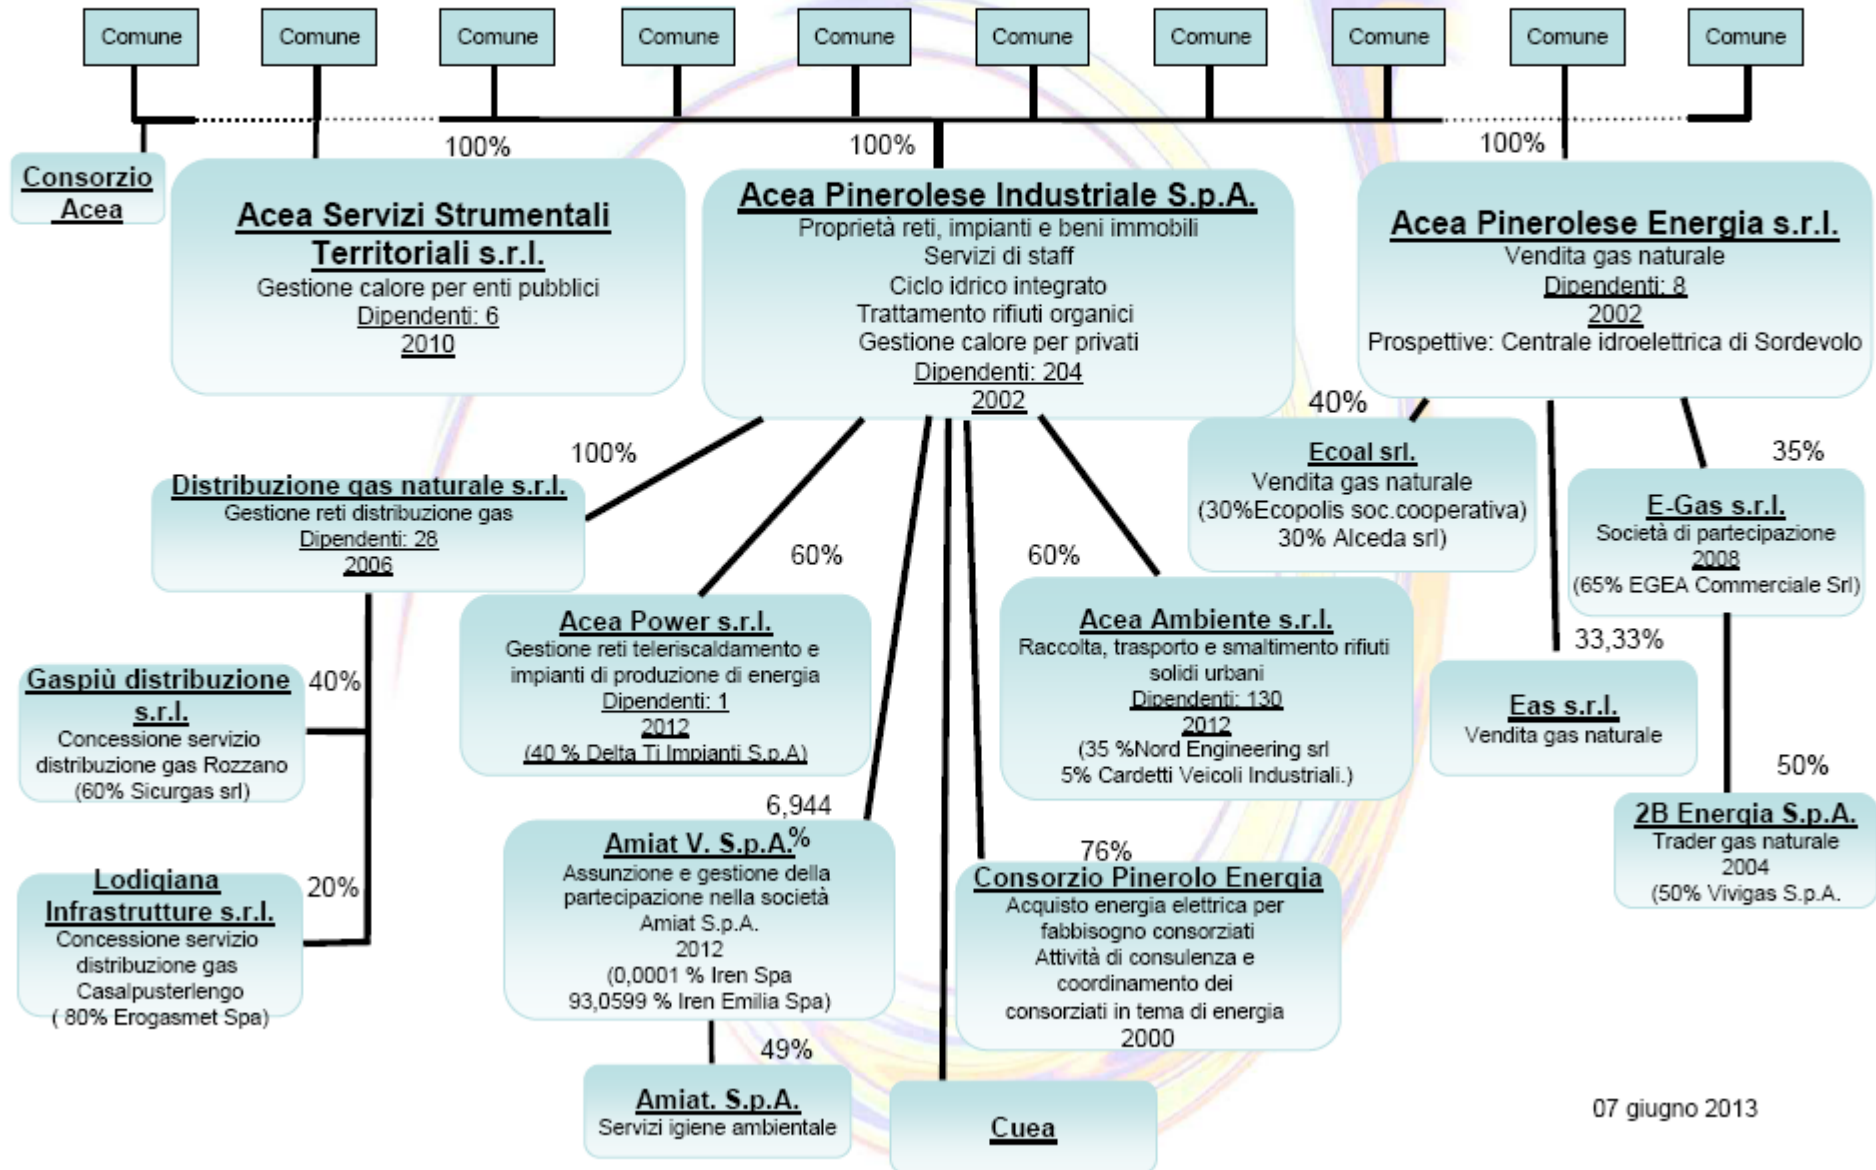 Comune
Comune
Comune
Comune
Comune
Comune
Comune
Comune
Comune
Comune
100%
100%
100%
Consorzio
Acea
Acea Servizi Strumentali
Territoriali s.r.l.
Gestione calore per enti pubblici
Dipendenti: 6
2010
Acea Pinerolese Industriale S.p.A.
Proprietà reti, impianti e beni immobili
Servizi di staff
Ciclo idrico integrato
Trattamento rifiuti organici
Gestione calore per privati
Dipendenti: 204
2002
Acea Pinerolese Energia s.r.l.
Vendita gas naturale
Dipendenti: 8
2002
Prospettive: Centrale idroelettrica di Sordevolo
100%
Distribuzione gas naturale s.r.l.
Gestione reti distribuzione gas
Dipendenti: 28
2006
40%
Ecoal srl.
Vendita gas naturale
(30%Ecopolis soc.cooperativa)
30% Alceda srl)
35%
E-Gas s.r.l.
Società di partecipazione
2008
(65% EGEA Commerciale Srl)
60%
Acea Power s.r.l.
Gestione reti teleriscaldamento e
impianti di produzione di energia
Dipendenti: 1
2012
(40 % Delta Ti Impianti S.p.A)
60%
Acea Ambiente s.r.l.
Raccolta, trasporto e smaltimento rifiuti
solidi urbani
Dipendenti: 130
2012
(35 %Nord Engineering srl
5% Cardetti Veicoli Industriali.)
33,33%
Eas s.r.l.
Vendita gas naturale
40%
Gaspiù distribuzione
s.r.l.
Concessione servizio
distribuzione gas Rozzano
(60% Sicurgas srl)
50%
2B Energia S.p.A.
Trader gas naturale
2004
(50% Vivigas S.p.A.
20%
Lodigiana
Infrastrutture s.r.l.
Concessione servizio
distribuzione gas
Casalpusterlengo
( 80% Erogasmet Spa)
6,944
%
Amiat V. S.p.A.
Assunzione e gestione della
partecipazione nella società
Amiat S.p.A.
2012
(0,0001 % Iren Spa
93,0599 % Iren Emilia Spa)
76%
Consorzio Pinerolo Energia
Acquisto energia elettrica per
fabbisogno consorziati
Attività di consulenza e
coordinamento dei
consorziati in tema di energia
2000
49%
Amiat. S.p.A.
Servizi igiene ambientale
Cuea
07 giugno 2013